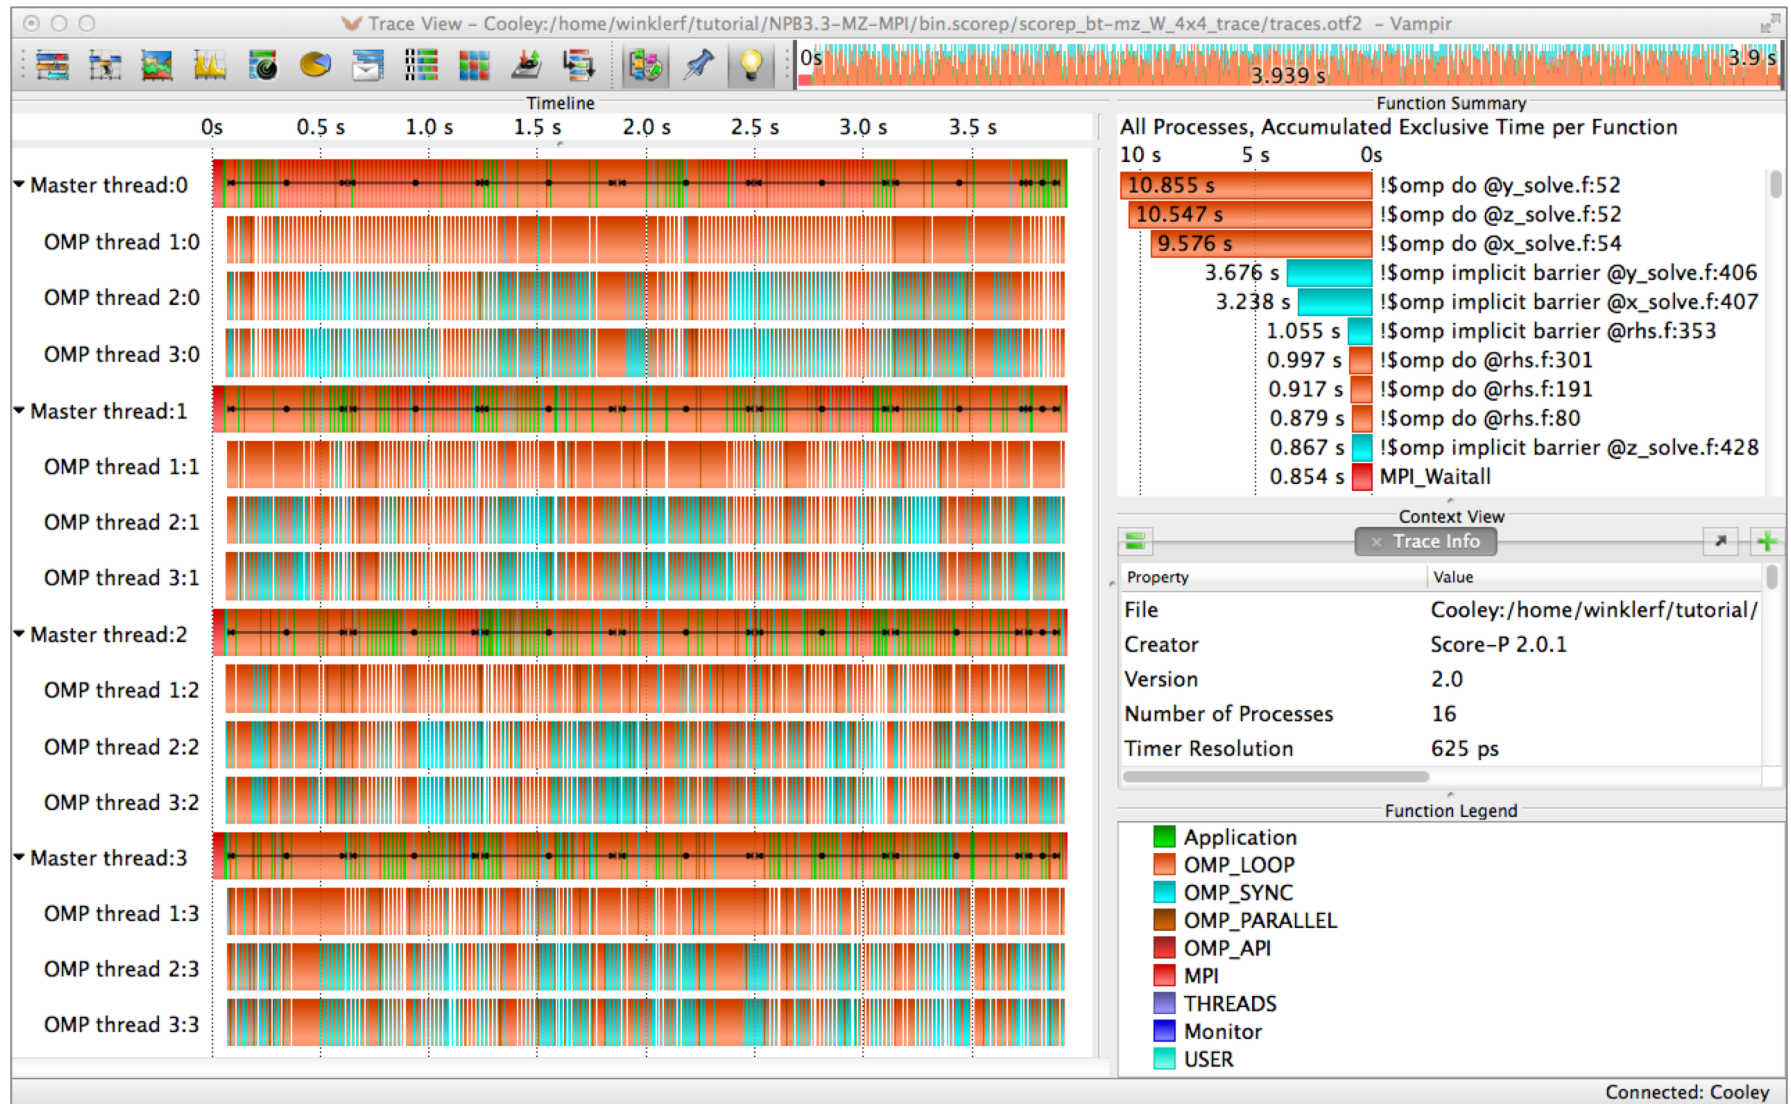 Trace View – Cooley:/home/winklerf/tutorial/NPB3.3-MZ-MPI/bin.scorep/scorep_bt-mz_W_4x4_trace/traces.otf2 – Vampir
0s 3.939 s 3.9 s
Timeline
0s 0.5 s 1.0 s 1.5 s 2.0 s 2.5 s 3.0 s 3.5 s
Master thread:0
OMP thread 1:0
OMP thread 2:0
OMP thread 3:0
Master thread:1
OMP thread 1:1
OMP thread 2:1
OMP thread 3:1
Master thread:2
OMP thread 1:2
OMP thread 2:2
OMP thread 3:2
Master thread:3
OMP thread 1:3
OMP thread 2:3
OMP thread 3:3
Function Summary
All Processes, Accumulated Exclusive Time per Function
10 s 5 s 0s
10.855 s !$omp do @y_solve.f:52
10.547 s !$omp do @z_solve.f:52
9.576 s !$omp do @x_solve.f:54
3.676 s !$omp implicit barrier @y_solve.f:406
3.238 s !$omp implicit barrier @x_solve.f:407
1.055 s !$omp implicit barrier @rhs.f:353
0.997 s !$omp do @rhs.f:301
0.917 s !$omp do @rhs.f:191
0.879 s !$omp do @rhs.f:80
0.867 s !$omp implicit barrier @z_solve.f:428
0.854 s MPI_Waitall
Context View
Trace Info
Property Value
File Cooley:/home/winklerf/tutorial/
Creator Score-P 2.0.1
Version 2.0
Number of Processes 16
Timer Resolution 625 ps
Function Legend
Application
OMP_LOOP
OMP_SYNC
OMP_PARALLEL
OMP_API
MPI
THREADS
Monitor
USER
Connected: Cooley